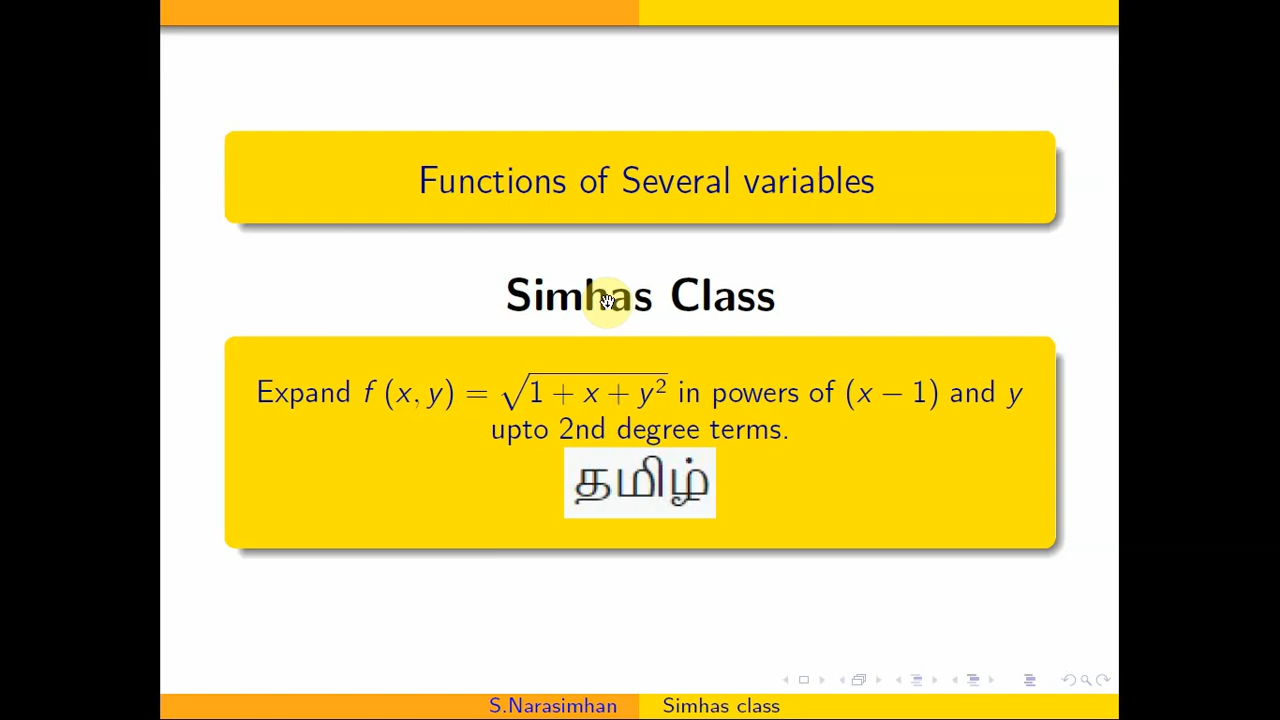 Functions of Several variables
Simhas Class
Expand f (x, y) = √1 + x + y² in powers of (x − 1) and y
upto 2nd degree terms.
தமிழ்
S.Narasimhan Simhas class